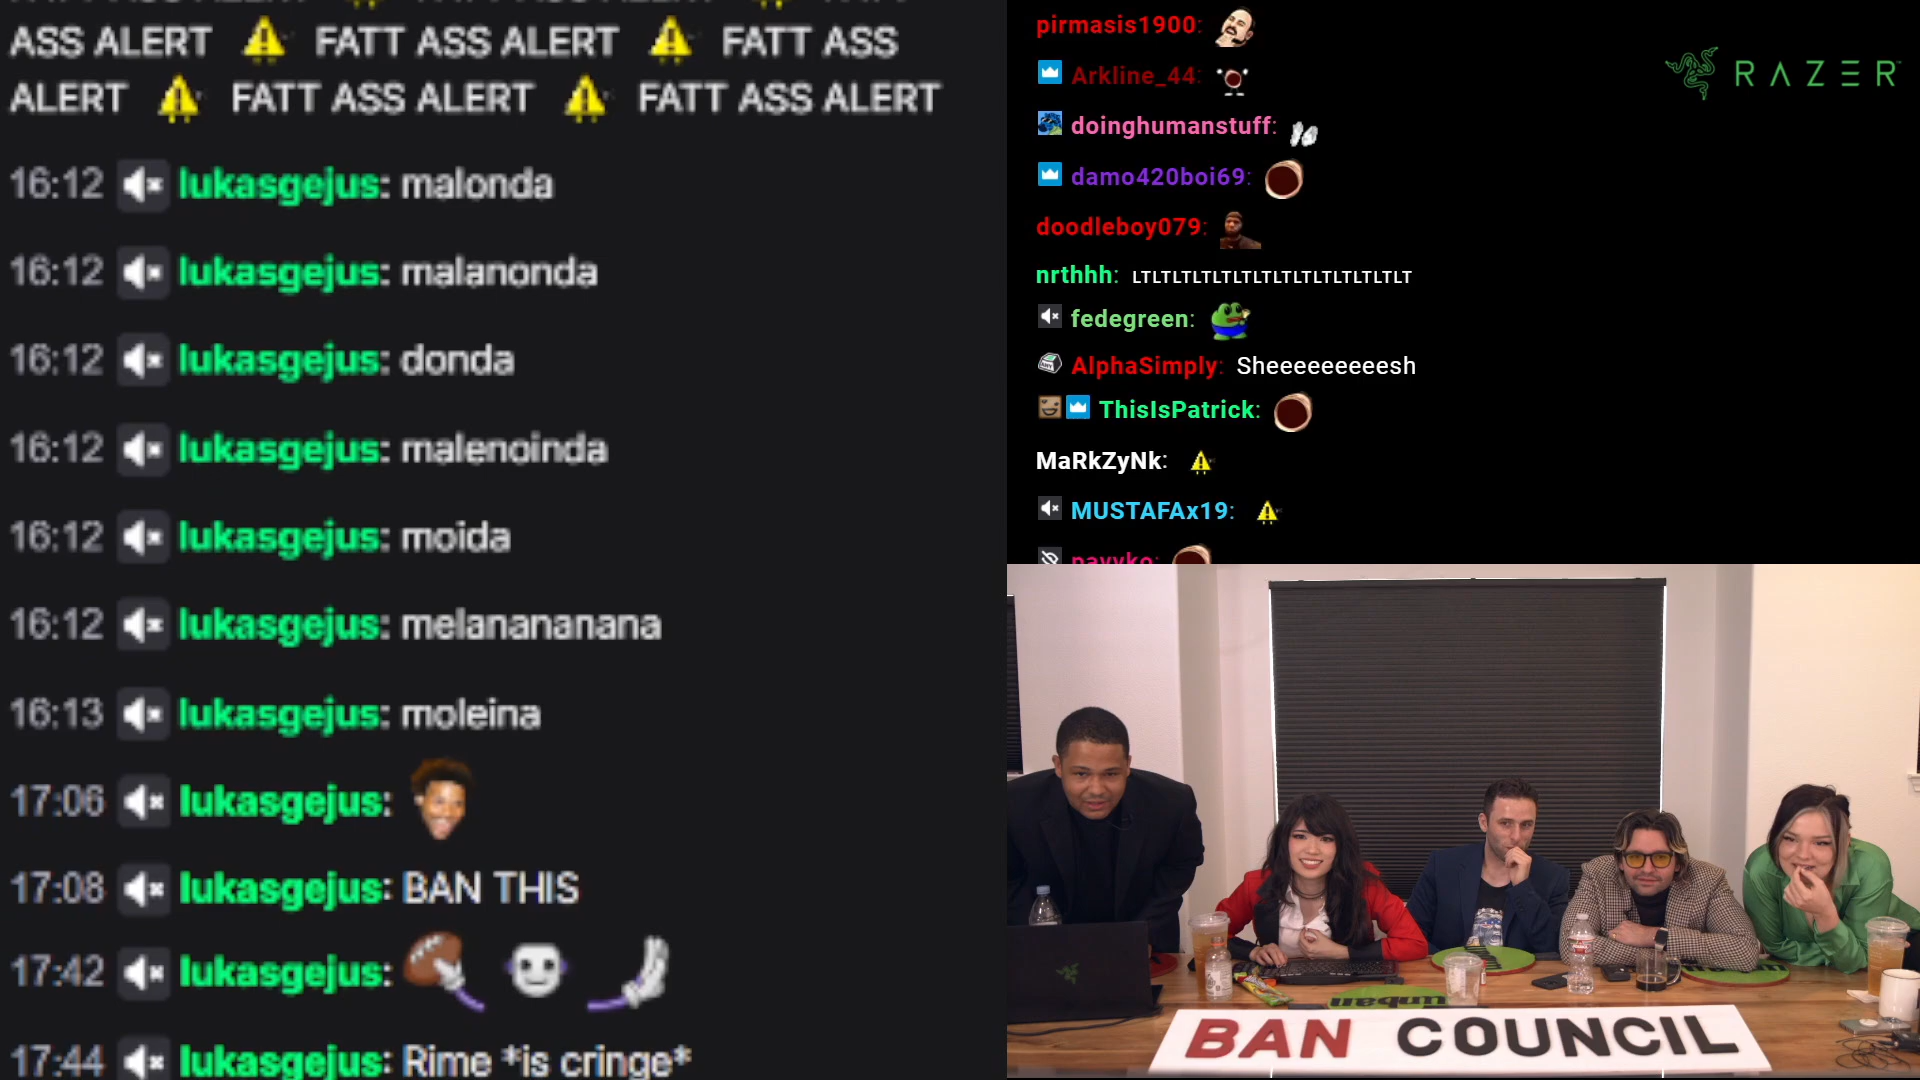 ASS ALERT FATT ASS ALERT FATT ASS
ALERT FATT ASS ALERT FATT ASS ALERT
16:12 lukasgejus: malonda
16:12 lukasgejus: malanonda
16:12 lukasgejus: donda
16:12 lukasgejus: malenoinda
16:12 lukasgejus: moida
16:12 lukasgejus: melanananana
16:13 lukasgejus: moleina
17:06 lukasgejus:
17:08 lukasgejus: BAN THIS
17:42 lukasgejus:
17:44 lukasgejus: Rime *is cringe*
pirmasis1900:
Arkline_44:
doinghumanstuff:
damo420boi69:
doodleboy079:
nrthhh: LTLTLTLTLTLTLTLTLTLTLTLTLTLT
fedegreen:
AlphaSimply: Sheeeeeeeeesh
ThisIsPatrick:
MaRkZyNk:
MUSTAFAx19:
RAZER
unban
BAN COUNCIL